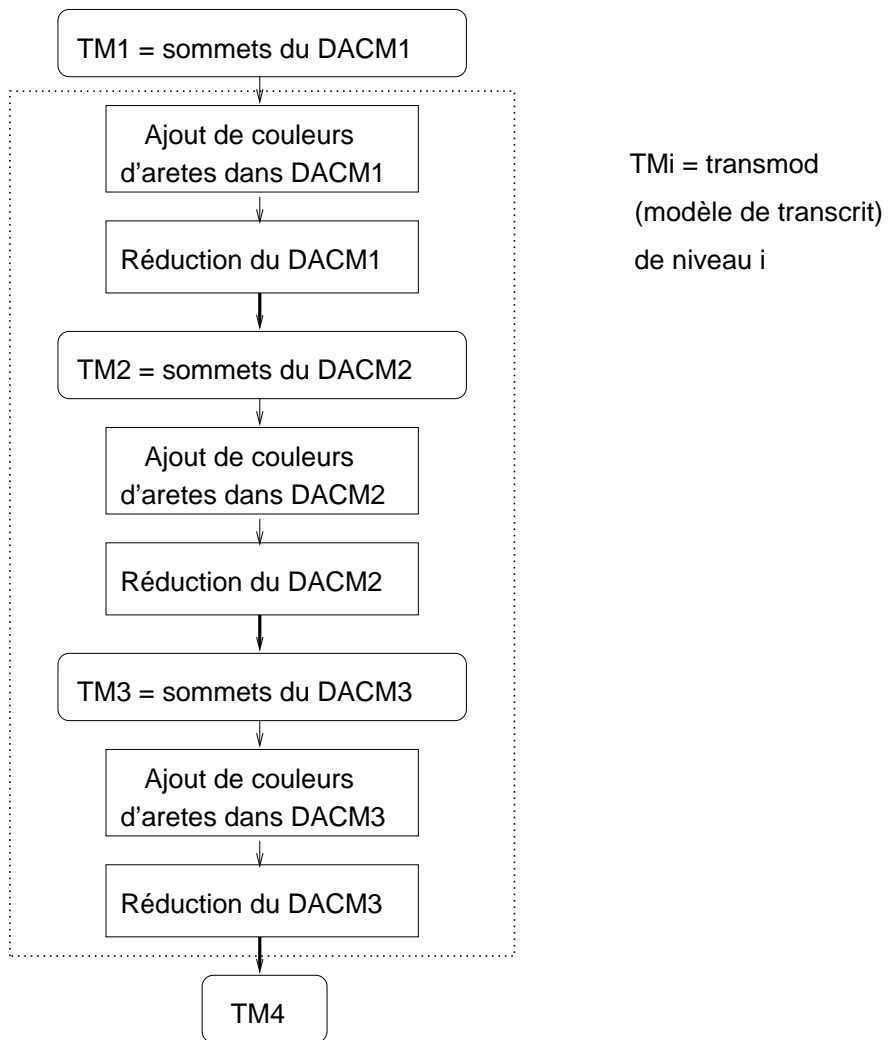 TM1 = sommets du DACM1
Ajout de couleurs
d'aretes dans DACM1
Réduction du DACM1
TM2 = sommets du DACM2
Ajout de couleurs
d'aretes dans DACM2
Réduction du DACM2
TM3 = sommets du DACM3
Ajout de couleurs
d'aretes dans DACM3
Réduction du DACM3
TM4
TMi = transmod
(modèle de transcrit)
de niveau i